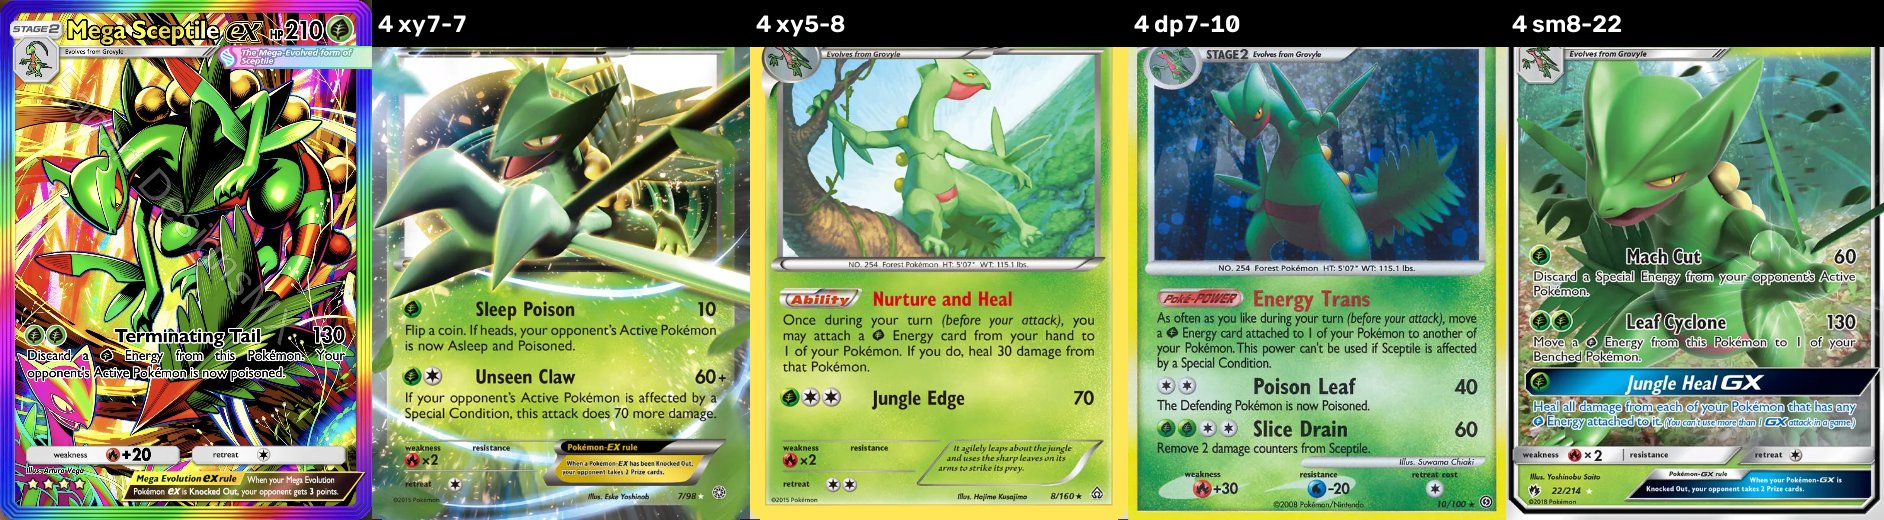 STAGE2 Mega Sceptile ex HP 210
Evolves from Grovyle
The Mega-Evolved form of
Sceptile
Terminating Tail 130
Discard a Energy from this Pokémon. Your
opponent's Active Pokémon is now poisoned.
weakness +20 retreat
Illus. Arturo Vega
Mega Evolution ex rule When your Mega Evolution
Pokémon ex is Knocked Out, your opponent gets 3 points.
4 xy7-7
Sleep Poison 10
Flip a coin. If heads, your opponent's Active Pokémon
is now Asleep and Poisoned.
Unseen Claw 60+
If your opponent's Active Pokémon is affected by a
Special Condition, this attack does 70 more damage.
weakness resistance
×2
Pokémon-EX rule
When a Pokémon-EX has been Knocked Out,
your opponent takes 2 Prize cards.
retreat
©2015 Pokémon Illus. Eske Yoshinob 7/98
4 xy5-8
Evolves from Grovyle
NO. 254 Forest Pokémon HT: 5'07" WT: 115.1 lbs.
Ability Nurture and Heal
Once during your turn (before your attack), you
may attach a Energy card from your hand to
1 of your Pokémon. If you do, heal 30 damage from
that Pokémon.
Jungle Edge 70
weakness resistance
×2
It agilely leaps about the jungle
and uses the sharp leaves on its
arms to strike its prey.
retreat
©2015 Pokémon Illus. Hajime Kusajima 8/160
4 dp7-10
STAGE2 Evolves from Grovyle
NO. 254 Forest Pokémon HT: 5'07" WT: 115.1 lbs.
Poké-POWER Energy Trans
As often as you like during your turn (before your attack), move
a Energy card attached to 1 of your Pokémon to another of
your Pokémon. This power can't be used if Sceptile is affected
by a Special Condition.
Poison Leaf 40
The Defending Pokémon is now Poisoned.
Slice Drain 60
Remove 2 damage counters from Sceptile.
Illus. Suwama Chiaki
weakness resistance retreat cost
+30 -20
©2008 Pokémon/Nintendo 10/100
4 sm8-22
Evolves from Grovyle
Mach Cut 60
Discard a Special Energy from your opponent's Active
Pokémon.
Leaf Cyclone 130
Move a Energy from this Pokémon to 1 of your
Benched Pokémon.
Jungle Heal GX
Heal all damage from each of your Pokémon that has any
Energy attached to it. (You can't use more than 1 GX attack in a game.)
weakness ×2 resistance retreat
Illus. Yoshinobu Saito
22/214
©2018 Pokémon
Pokémon-GX rule
When your Pokémon-GX is
Knocked Out, your opponent takes 2 Prize cards.